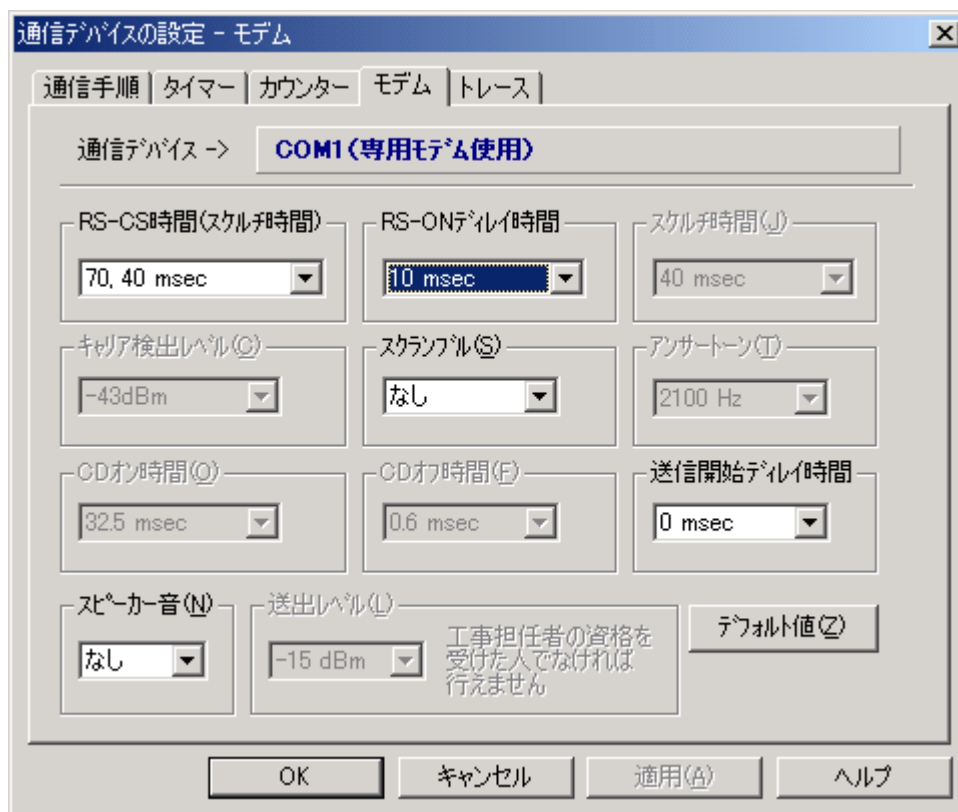 通信デバイスの設定 - モデム
通信手順 タイマー カウンター モデム トレース
通信デバイス -> COM1(専用モデム使用)
RS-CS時間(スケルチ時間) RS-ONディレイ時間 スケルチ時間(J)
70, 40 msec 10 msec 40 msec
キャリア検出レベル(C) スクランブル(S) アンサートーン(T)
-43dBm なし 2100 Hz
CDオン時間(O) CDオフ時間(F) 送信開始ディレイ時間
32.5 msec 0.6 msec 0 msec
スピーカー音(N) 送出レベル(L) デフォルト値(Z)
なし -15 dBm 工事担任者の資格を
受けた人でなければ
行えません
OK キャンセル 適用(A) ヘルプ